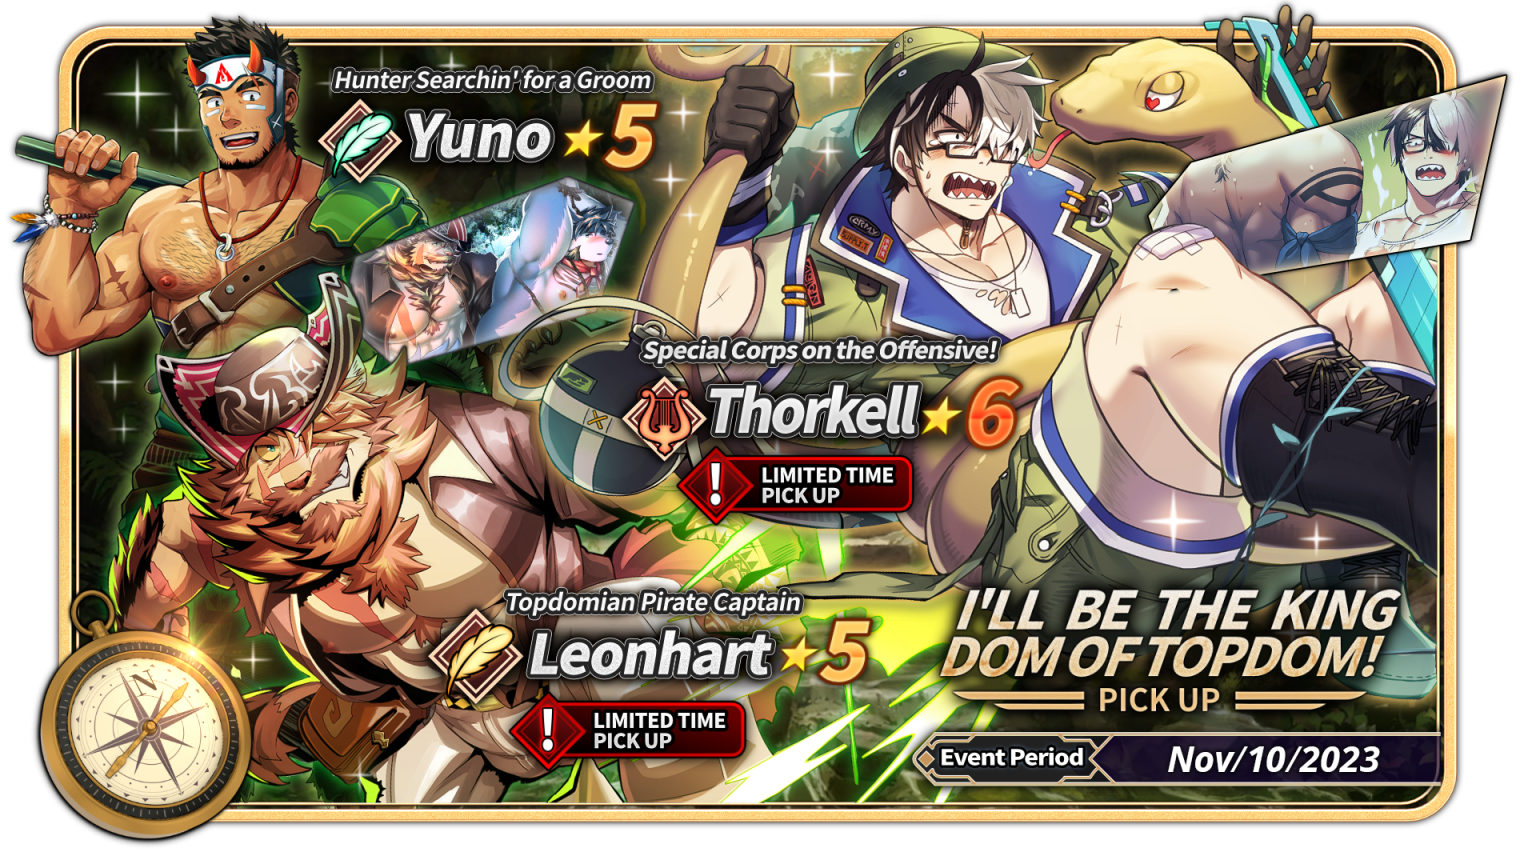 Hunter Searchin' for a Groom
Yuno ★5
Special Corps on the Offensive!
Thorkell ★6
! LIMITED TIME
PICK UP
Topdomian Pirate Captain
Leonhart ★5
! LIMITED TIME
PICK UP
I'LL BE THE KING
DOM OF TOPDOM!
PICK UP
Event Period
Nov/10/2023
N